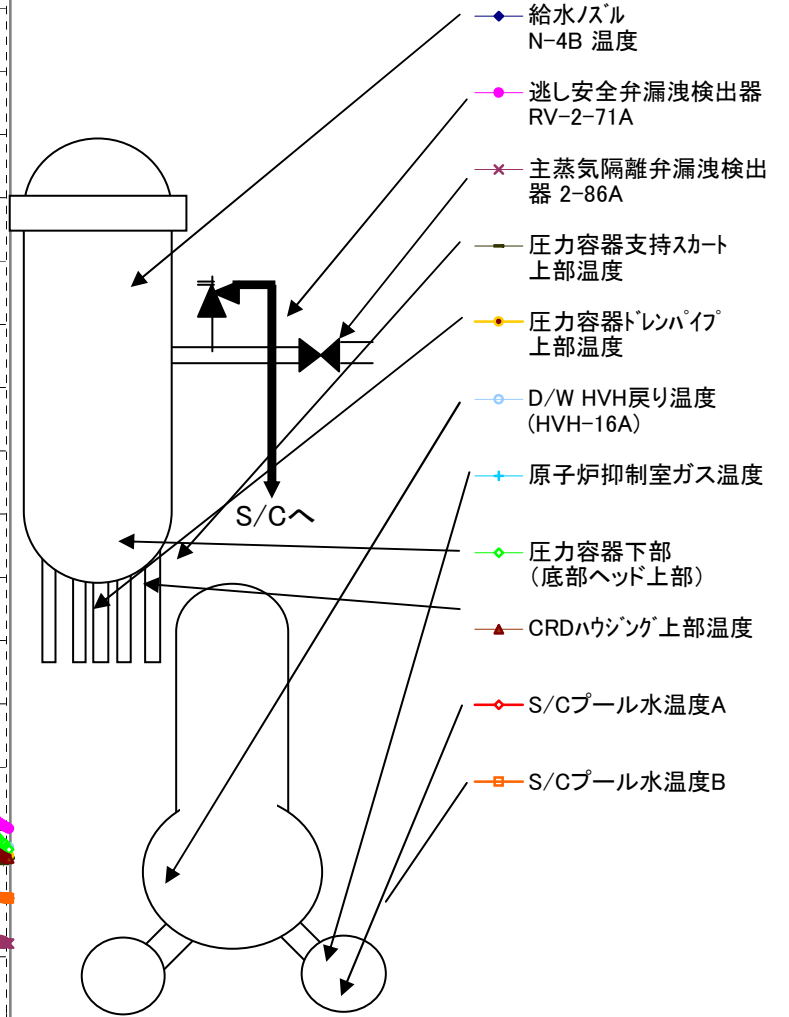 給水ﾉｽﾞﾙ
N-4B 温度
逃し安全弁漏洩検出器
RV-2-71A
主蒸気隔離弁漏洩検出
器 2-86A
圧力容器支持ｽｶｰﾄ
上部温度
圧力容器ﾄﾞﾚﾝﾊﾟｲﾌﾟ
上部温度
D/W HVH戻り温度
(HVH-16A)
原子炉抑制室ガス温度
S/Cへ
圧力容器下部
（底部ヘッド上部）
CRDﾊｳｼﾞﾝｸﾞ上部温度
S/Cプール水温度A
S/Cプール水温度B